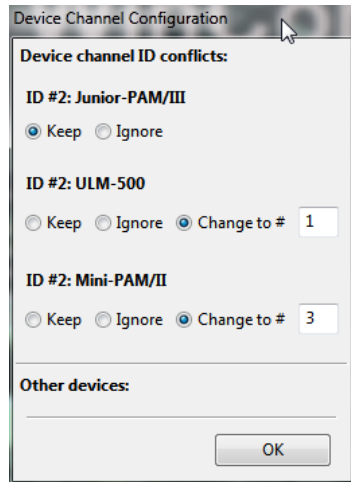 Device Channel Configuration
Device channel ID conflicts:
ID #2: Junior-PAM/III
Keep Ignore
ID #2: ULM-500
Keep Ignore Change to # 1
ID #2: Mini-PAM/II
Keep Ignore Change to # 3
Other devices:
OK